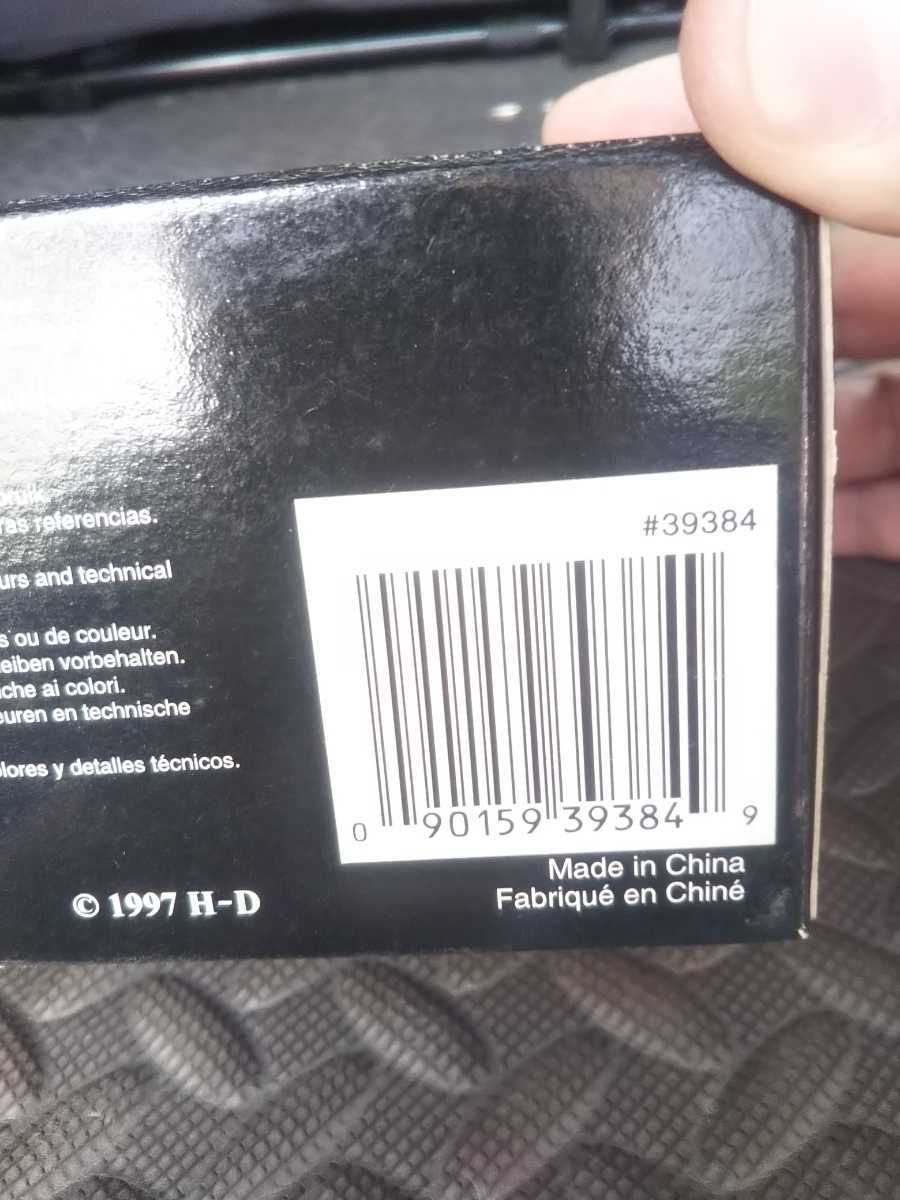 ras referencias.
urs and technical
s ou de couleur.
eiben vorbehalten.
che ai colori.
euren en technische
lores y detalles técnicos.
© 1997 H-D
#39384
0 90159 39384 9
Made in China
Fabriqué en Chiné